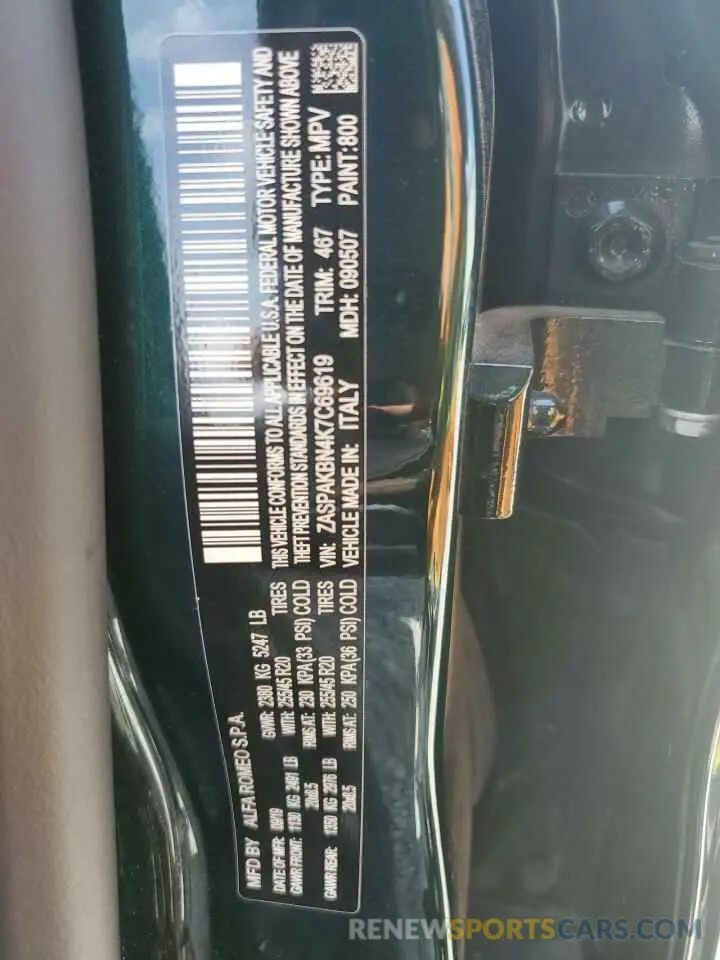 MFD BY ALFA ROMEO S.P.A.
DATE OF MFR: 09/19 GVWR: 2380 KG 5247 LB
GAWR FRONT: 1130 KG 2491 LB WITH: 255/45 R20 TIRES
20x8.5 RIMS AT: 230 KPA (33 PSI) COLD
GAWR REAR: 1350 KG 2976 LB WITH: 255/45 R20 TIRES
20x8.5 RIMS AT: 250 KPA (36 PSI) COLD
THIS VEHICLE CONFORMS TO ALL APPLICABLE U.S.A. FEDERAL MOTOR VEHICLE SAFETY AND
THEFT PREVENTION STANDARDS IN EFFECT ON THE DATE OF MANUFACTURE SHOWN ABOVE
VIN: ZASPAKBN4K7C69619 TRIM: 467 TYPE: MPV
VEHICLE MADE IN: ITALY MDH: 090507 PAINT: 800
RENEWSPORTSCARS.COM